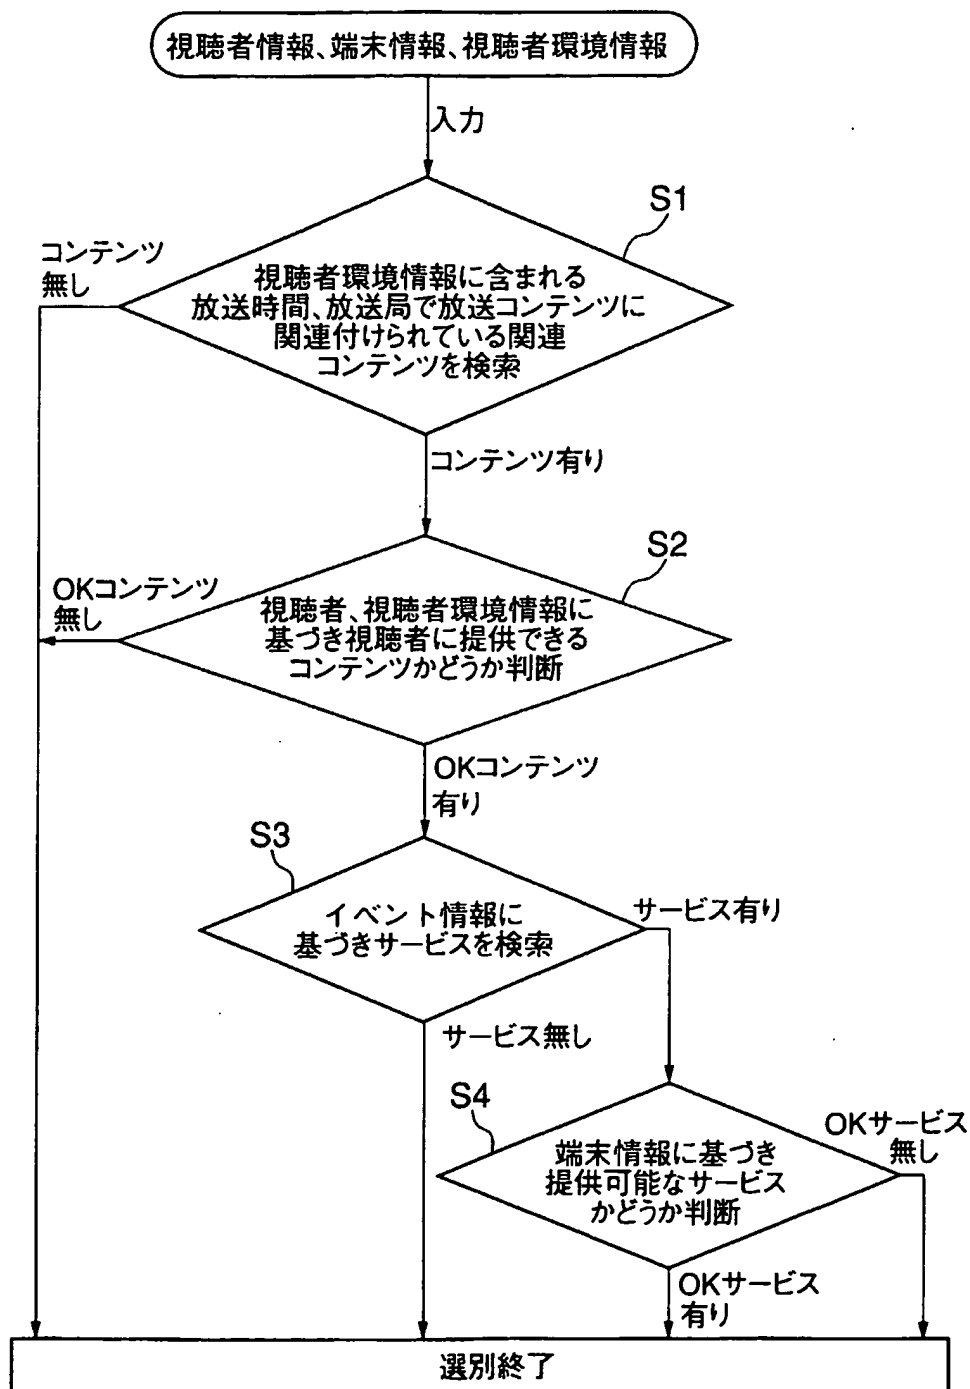 視聴者情報、端末情報、視聴者環境情報
入力
S1
コンテンツ
無し
視聴者環境情報に含まれる
放送時間、放送局で放送コンテンツに
関連付けられている関連
コンテンツを検索
コンテンツ有り
S2
OKコンテンツ
無し
視聴者、視聴者環境情報に
基づき視聴者に提供できる
コンテンツかどうか判断
OKコンテンツ
有り
S3
イベント情報に
基づきサービスを検索
サービス有り
サービス無し
S4
OKサービス
無し
端末情報に基づき
提供可能なサービス
かどうか判断
OKサービス
有り
選別終了